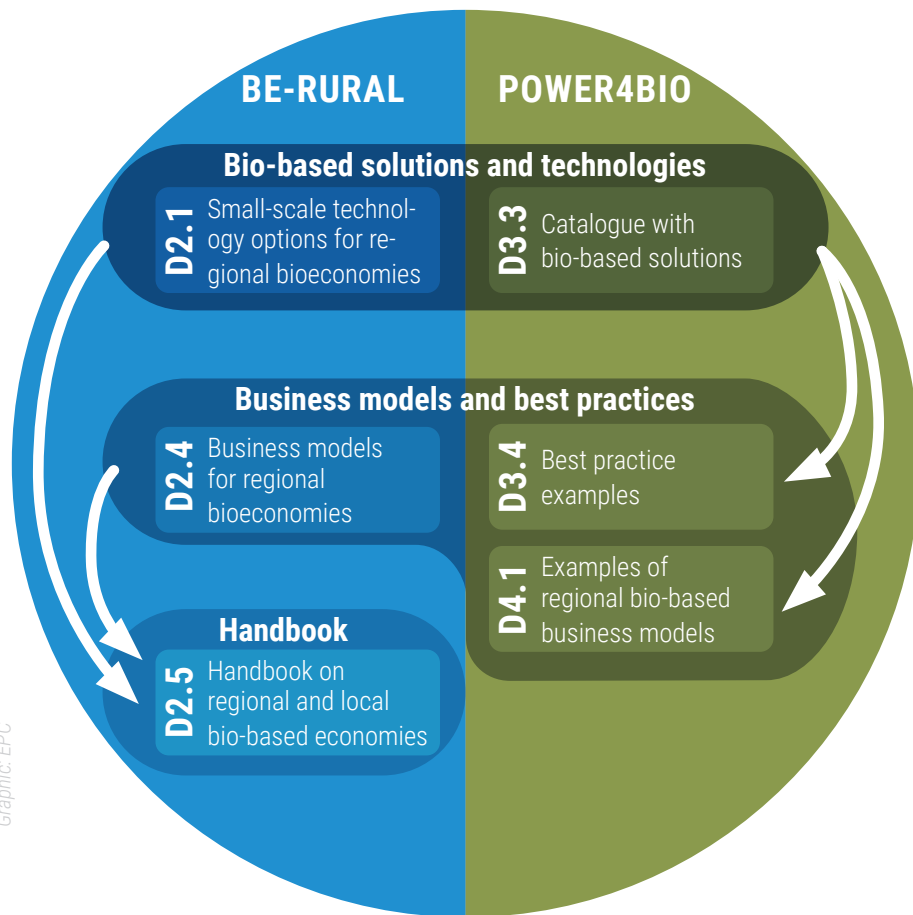 BE-RURAL
POWER4BIO
Bio-based solutions and technologies
D2.1
Small-scale technol-
ogy options for re-
gional bioeconomies
D3.3
Catalogue with
bio-based solutions
Business models and best practices
D2.4
Business models
for regional
bioeconomies
D3.4
Best practice
examples
D4.1
Examples of
regional bio-based
business models
Handbook
D2.5
Handbook on
regional and local
bio-based economies
Graphic: EPC